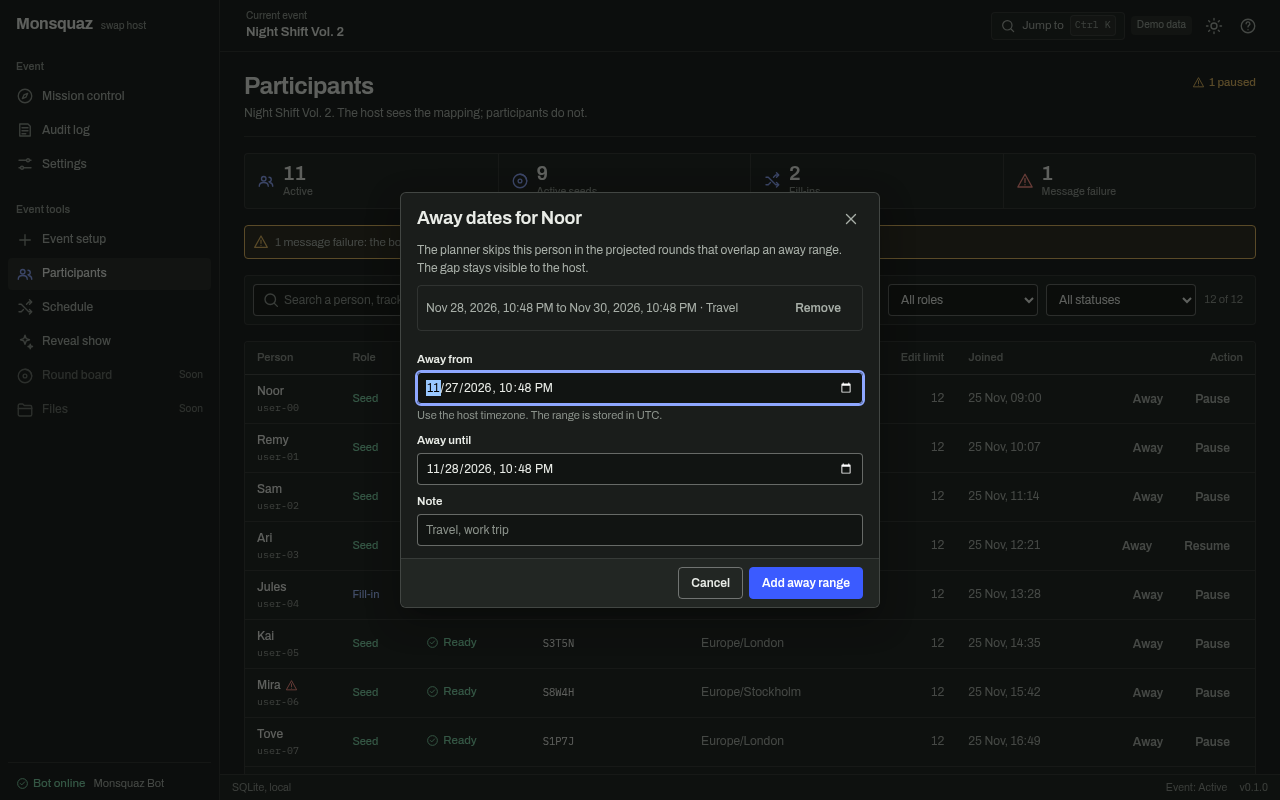 Monsquaz swap host
Event
Mission control
Audit log
Settings
Event tools
Event setup
Participants
Schedule
Reveal show
Round board Soon
Files Soon
Bot online Monsquaz Bot
Current event
Night Shift Vol. 2
Jump to Ctrl K
Demo data
Participants
1 paused
Night Shift Vol. 2. The host sees the mapping; participants do not.
11
Active
9
Active seeds
2
Fill-ins
1
Message failure
1 message failure: the bo
Search a person, track
All roles
All statuses
12 of 12
Person Role Edit limit Joined Action
Noor
user-00
Seed 12 25 Nov, 09:00 Away Pause
Remy
user-01
Seed 12 25 Nov, 10:07 Away Pause
Sam
user-02
Seed 12 25 Nov, 11:14 Away Pause
Ari
user-03
Seed 12 25 Nov, 12:21 Away Resume
Jules
user-04
Fill-in 12 25 Nov, 13:28 Away Pause
Kai
user-05
Seed Ready S3T5N Europe/London 12 25 Nov, 14:35 Away Pause
Mira
user-06
Seed Ready S8W4H Europe/Stockholm 12 25 Nov, 15:42 Away Pause
Tove
user-07
Seed Ready S1P7J Europe/London 12 25 Nov, 16:49 Away Pause
Away dates for Noor
The planner skips this person in the projected rounds that overlap an away range.
The gap stays visible to the host.
Nov 28, 2026, 10:48 PM to Nov 30, 2026, 10:48 PM · Travel Remove
Away from
11/27/2026, 10:48 PM
Use the host timezone. The range is stored in UTC.
Away until
11/28/2026, 10:48 PM
Note
Travel, work trip
Cancel
Add away range
SQLite, local
Event: Active v0.1.0